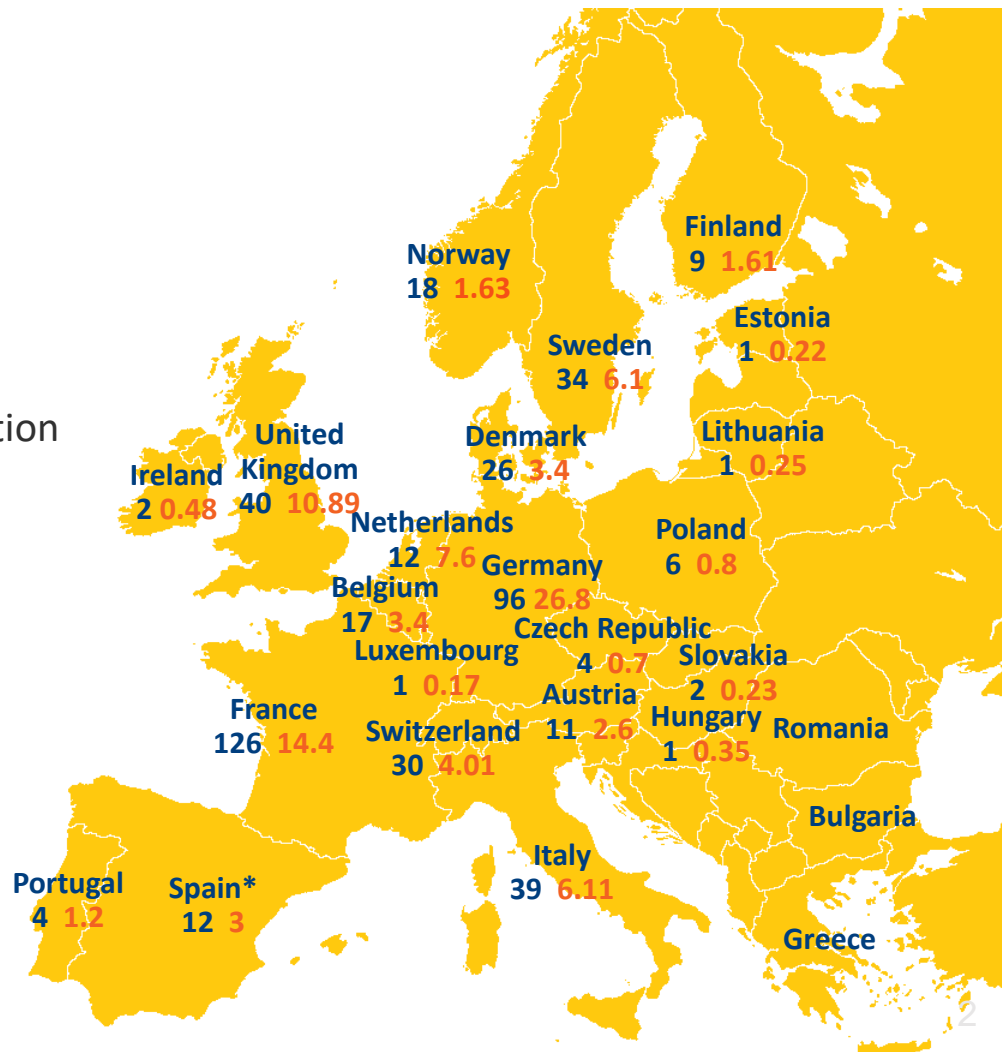 Finland
9 1.61
Norway
18 1.63
Estonia
1 0.22
Sweden
34 6.1
tion
United
Kingdom
40 10.89
Ireland
2 0.48
Denmark
26 3.4
Lithuania
1 0.25
Netherlands
12 7.6
Poland
6 0.8
Germany
96 26.8
Belgium
17 3.4
Czech Republic
4 0.7
Luxembourg
1 0.17
Slovakia
2 0.23
Austria
11 2.6
France
126 14.4
Switzerland
30 4.01
Hungary
1 0.35
Romania
Bulgaria
Italy
39 6.11
Portugal
4 1.2
Spain*
12 3
Greece
2